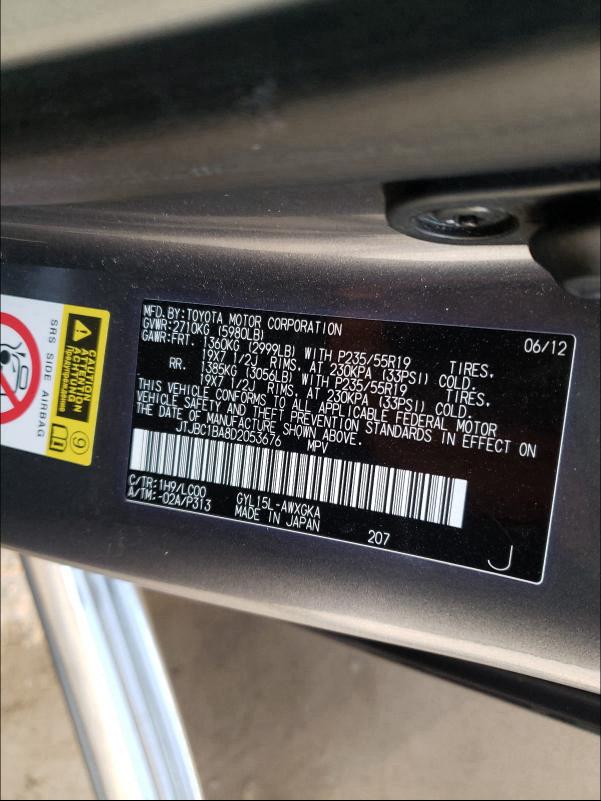 MFD. BY: TOYOTA MOTOR CORPORATION 06/12
GVWR: 2710KG (5980LB)
GAWR: FRT. 1360KG (2999LB) WITH P235/55R19 TIRES,
19X7 1/2J RIMS, AT 230KPA (33PSI) COLD.
RR. 1385KG (3056LB) WITH P235/55R19 TIRES,
19X7 1/2J RIMS, AT 230KPA (33PSI) COLD.
THIS VEHICLE CONFORMS TO ALL APPLICABLE FEDERAL MOTOR
VEHICLE SAFETY AND THEFT PREVENTION STANDARDS IN EFFECT ON
THE DATE OF MANUFACTURE SHOWN ABOVE.
JTJBC1BA8D2053676 MPV
C/TR: 1H9/LC00 GYL15L-AWXGKA
A/TM: -02A/P313 MADE IN JAPAN 207
J
SRS SIDE AIRBAG
CAUTION
ATTENTION
ACHTUNG
Предупреждение
9